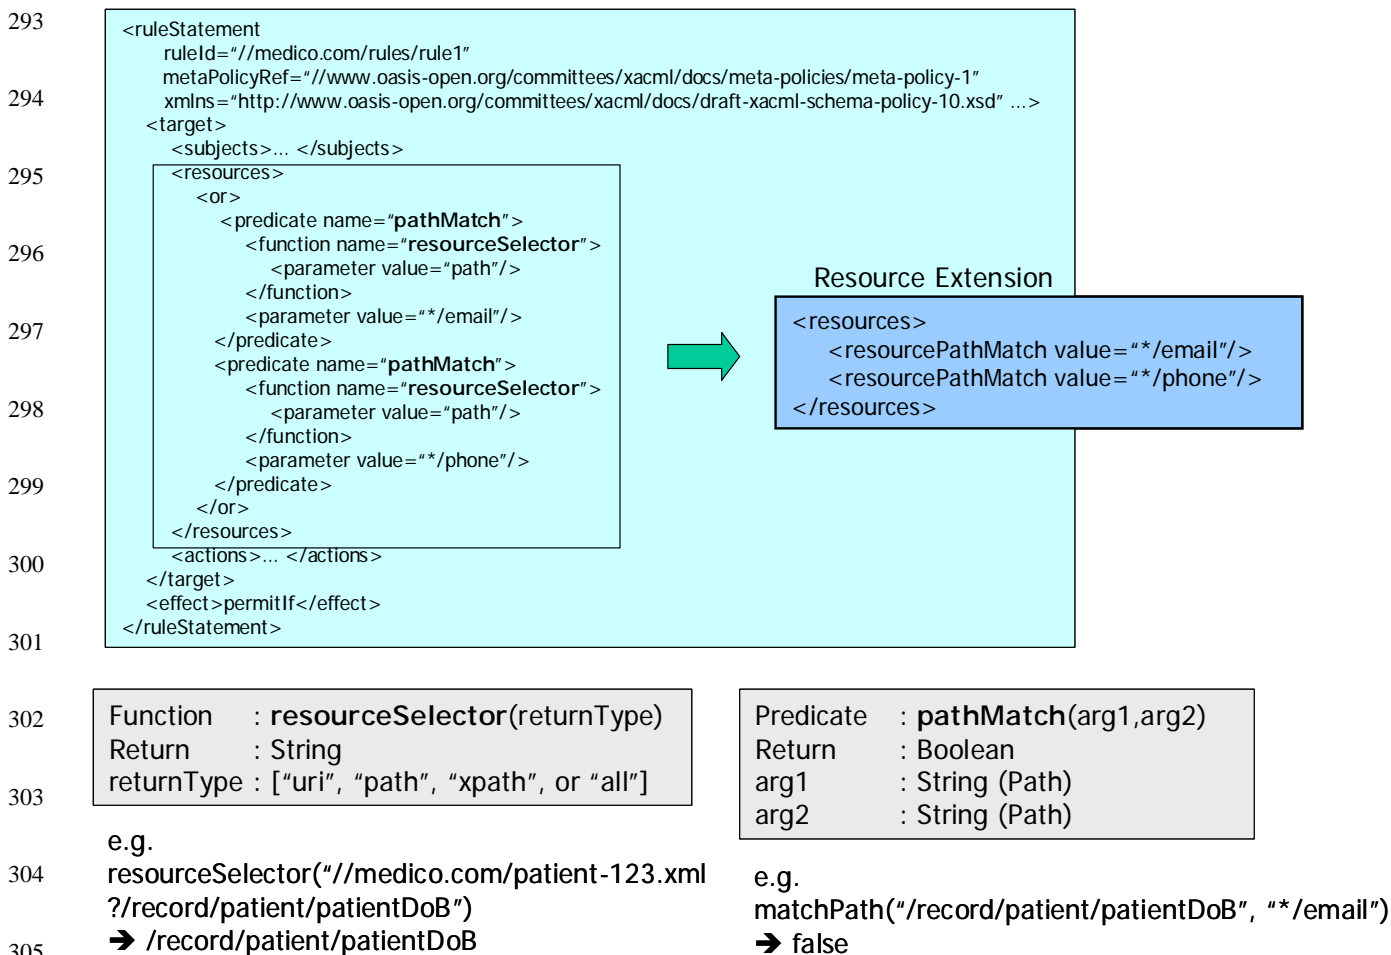 293
<ruleStatement
ruleId=“//medico.com/rules/rule1”
metaPolicyRef=“//www.oasis-open.org/committees/xacml/docs/meta-policies/meta-policy-1”
294
xmlns=“http://www.oasis-open.org/committees/xacml/docs/draft-xacml-schema-policy-10.xsd” ...>
<target>
<subjects>... </subjects>
295
<resources>
<or>
<predicate name=“pathMatch”>
296
<function name=“resourceSelector”>
<parameter value=“path”/>
</function>
297
<parameter value=“*/email”/>
</predicate>
<predicate name=“pathMatch”>
<function name=“resourceSelector”>
298
<parameter value=“path”/>
</function>
<parameter value=“*/phone”/>
299
</predicate>
</or>
</resources>
300
<actions>... </actions>
</target>
<effect>permitIf</effect>
301
</ruleStatement>
Resource Extension
<resources>
<resourcePathMatch value=“*/email”/>
<resourcePathMatch value=“*/phone”/>
</resources>
302
Function : resourceSelector(returnType)
Return : String
303
returnType : [“uri”, “path”, “xpath”, or “all”]
e.g.
304
resourceSelector(“//medico.com/patient-123.xml
?/record/patient/patientDoB”)
305
➔ /record/patient/patientDoB
Predicate : pathMatch(arg1,arg2)
Return : Boolean
arg1 : String (Path)
arg2 : String (Path)
e.g.
matchPath(“/record/patient/patientDoB”, “*/email”)
➔ false